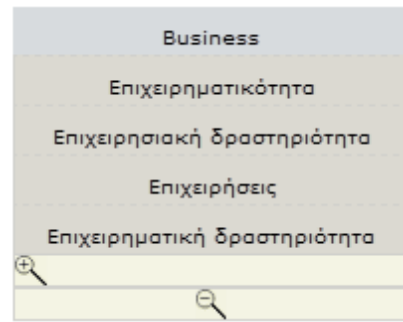 Business
Επιχειρηματικότητα
Επιχειρησιακή δραστηριότητα
Επιχειρήσεις
Επιχειρηματική δραστηριότητα